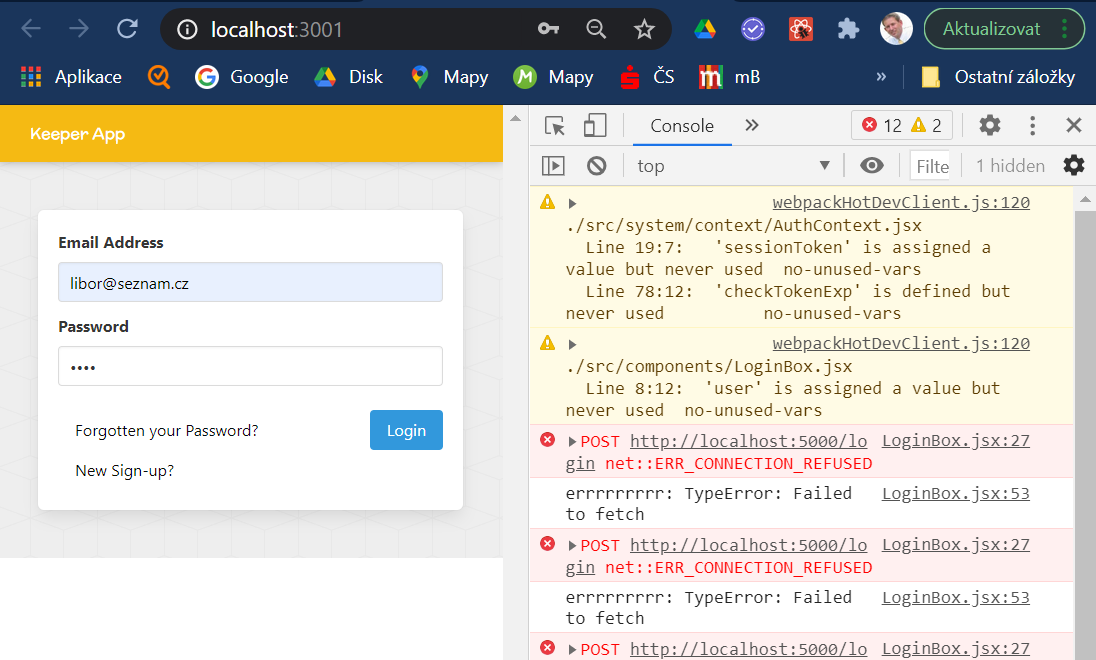 localhost:3001
Aktualizovat
Aplikace
Google
Disk
Mapy
Mapy
ČS
mB
»
Ostatní záložky
Keeper App
Email Address
libor@seznam.cz
Password
••••
Forgotten your Password?
Login
New Sign-up?
Console
12
2
top
Filte
1 hidden
webpackHotDevClient.js:120
./src/system/context/AuthContext.jsx
Line 19:7: 'sessionToken' is assigned a
value but never used no-unused-vars
Line 78:12: 'checkTokenExp' is defined but
never used no-unused-vars
webpackHotDevClient.js:120
./src/components/LoginBox.jsx
Line 8:12: 'user' is assigned a value but
never used no-unused-vars
POST http://localhost:5000/lo LoginBox.jsx:27
gin net::ERR_CONNECTION_REFUSED
errrrrrrrr: TypeError: Failed LoginBox.jsx:53
to fetch
POST http://localhost:5000/lo LoginBox.jsx:27
gin net::ERR_CONNECTION_REFUSED
errrrrrrrr: TypeError: Failed LoginBox.jsx:53
to fetch
POST http://localhost:5000/lo LoginBox.jsx:27